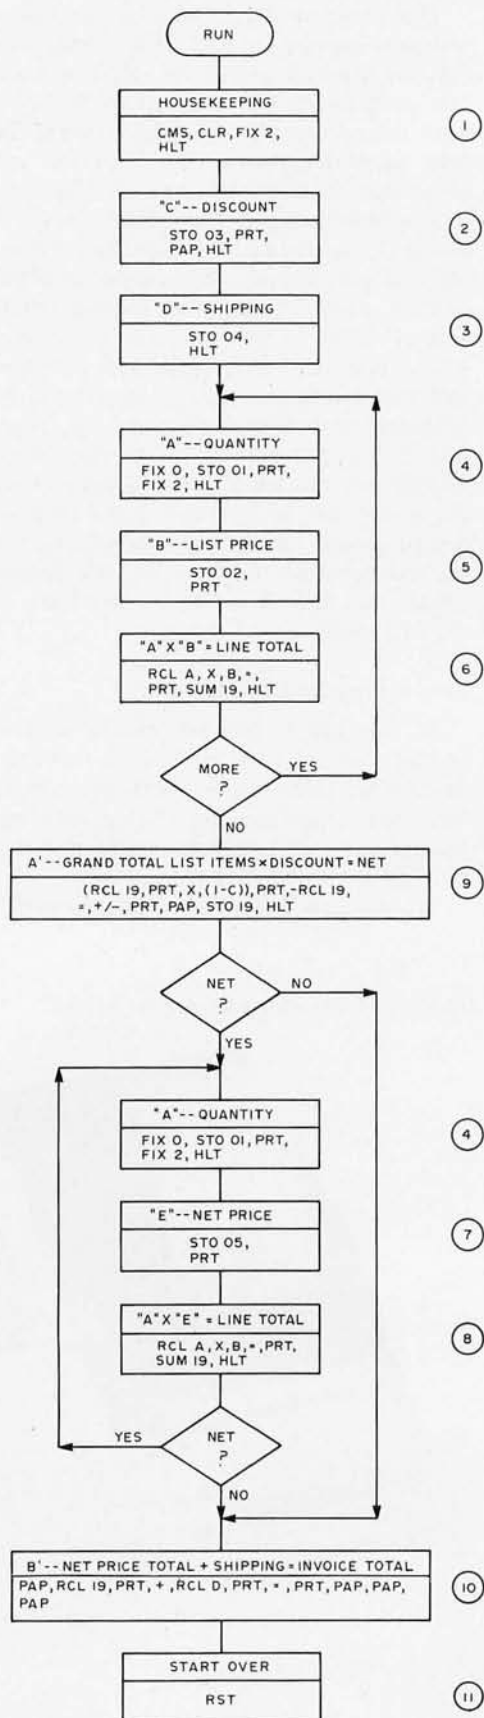 RUN
HOUSEKEEPING
CMS, CLR, FIX 2,
HLT
1
"C"-- DISCOUNT
STO 03, PRT,
PAP, HLT
2
"D"-- SHIPPING
STO 04,
HLT
3
"A"--QUANTITY
FIX 0, STO 01, PRT,
FIX 2, HLT
4
"B"--LIST PRICE
STO 02,
PRT
5
"A" X "B" = LINE TOTAL
RCL A, X, B, =,
PRT, SUM 19, HLT
6
MORE
?
YES
NO
A'--GRAND TOTAL LIST ITEMS×DISCOUNT=NET
(RCL 19, PRT, X, (1-C)), PRT,-RCL 19,
=,+/-, PRT, PAP, STO 19, HLT
9
NET
?
NO
YES
"A"--QUANTITY
FIX 0, STO 01, PRT,
FIX 2, HLT
4
"E"--NET PRICE
STO 05,
PRT
7
"A" X "E" = LINE TOTAL
RCL A, X, B, =, PRT,
SUM 19, HLT
8
NET
?
YES
NO
B'--NET PRICE TOTAL + SHIPPING = INVOICE TOTAL
PAP, RCL 19, PRT, + , RCL D, PRT, = , PRT, PAP, PAP,
PAP
10
START OVER
RST
11